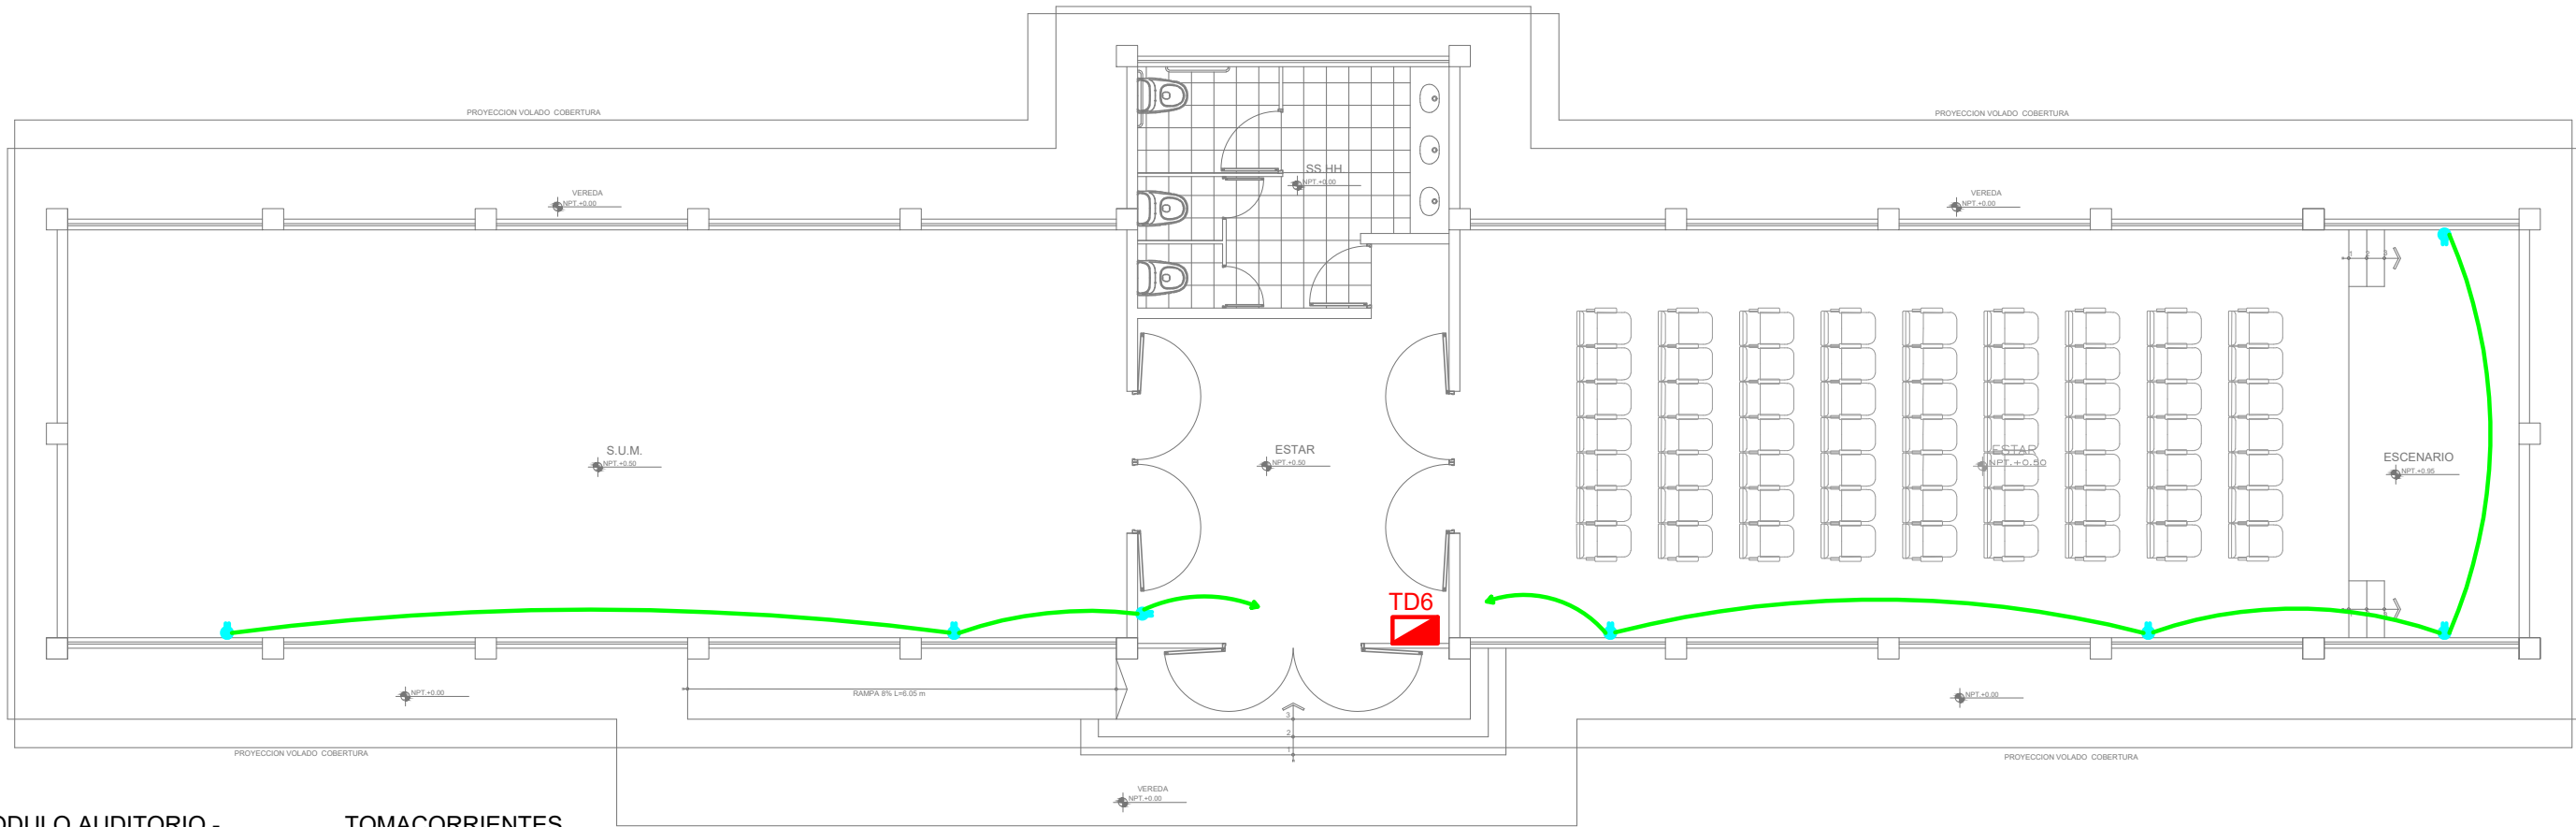 PROYECCION VOLADO COBERTURA
PROYECCION VOLADO COBERTURA
SS.HH
NPT.+0.00
VEREDA
NPT.+0.00
VEREDA
NPT.+0.00
S.U.M.
NPT.+0.50
ESTAR
NPT.+0.50
ESTAR
NPT.+0.50
ESCENARIO
NPT.+0.95
TD6
NPT.+0.00
RAMPA 8% L=6.05 m
NPT.+0.00
3
2
1
PROYECCION VOLADO COBERTURA
PROYECCION VOLADO COBERTURA
VEREDA
NPT.+0.00
ODULO AUDITORIO - TOMACORRIENTES